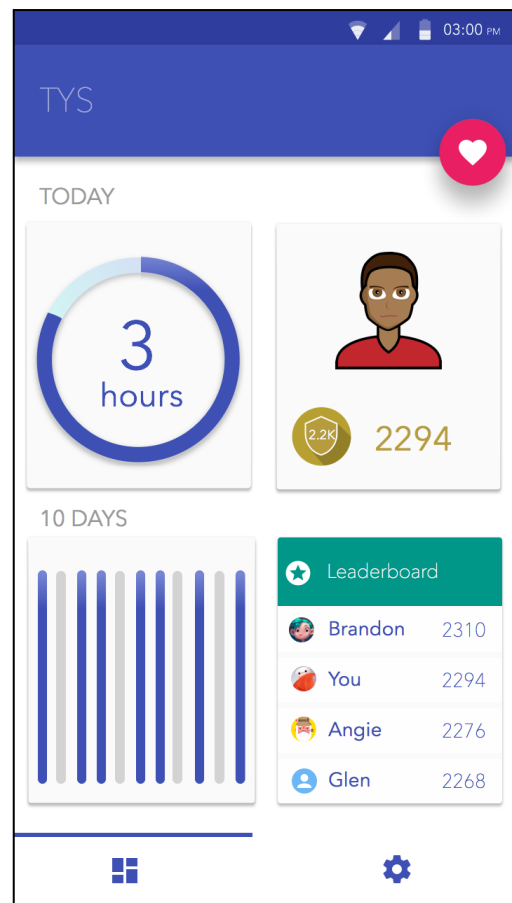 03:00 PM
TYS
TODAY
3
hours
2.2K
2294
10 DAYS
Leaderboard
Brandon 2310
You 2294
Angie 2276
Glen 2268